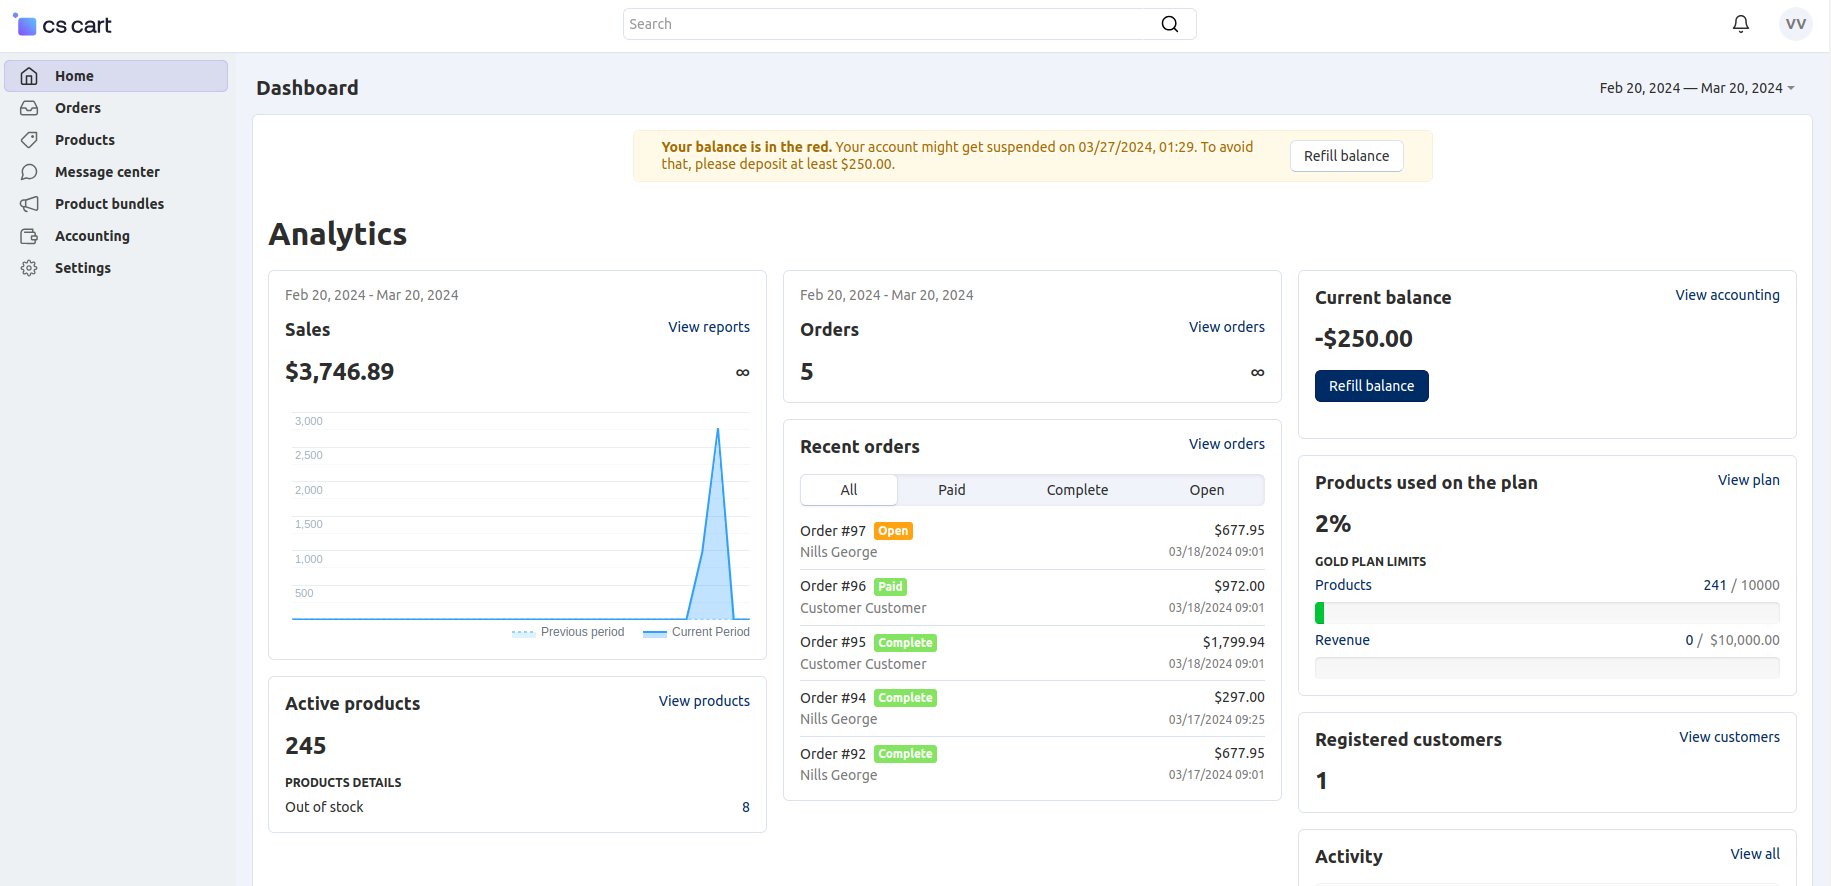 cs cart
Search
VV
Home
Orders
Products
Message center
Product bundles
Accounting
Settings
Dashboard
Feb 20, 2024 — Mar 20, 2024
Your balance is in the red. Your account might get suspended on 03/27/2024, 01:29. To avoid
that, please deposit at least $250.00.
Refill balance
Analytics
Feb 20, 2024 - Mar 20, 2024
Sales
View reports
$3,746.89
∞
3,000
2,500
2,000
1,500
1,000
500
Previous period
Current Period
Active products
View products
245
PRODUCTS DETAILS
Out of stock
8
Feb 20, 2024 - Mar 20, 2024
Orders
View orders
5
∞
Recent orders
View orders
All
Paid
Complete
Open
Order #97 Open $677.95
Nills George 03/18/2024 09:01
Order #96 Paid $972.00
Customer Customer 03/18/2024 09:01
Order #95 Complete $1,799.94
Customer Customer 03/18/2024 09:01
Order #94 Complete $297.00
Nills George 03/17/2024 09:25
Order #92 Complete $677.95
Nills George 03/17/2024 09:01
Current balance
View accounting
-$250.00
Refill balance
Products used on the plan
View plan
2%
GOLD PLAN LIMITS
Products 241 / 10000
Revenue 0 / $10,000.00
Registered customers
View customers
1
Activity
View all